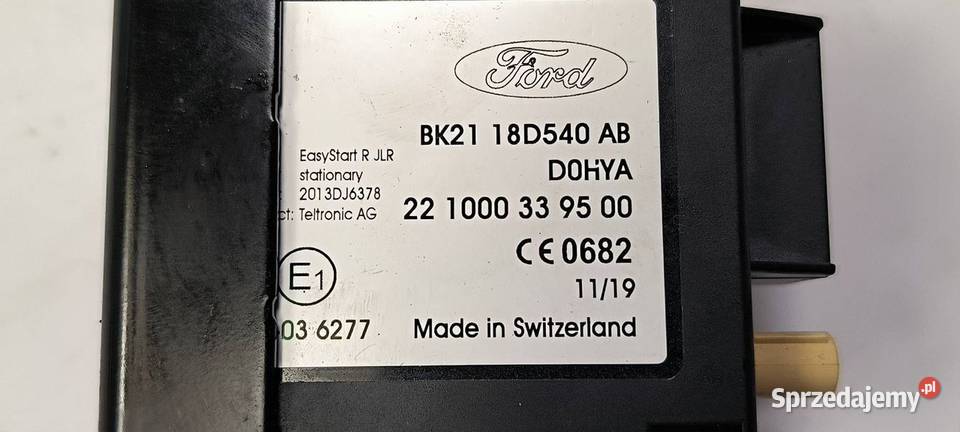 Ford
BK21 18D540 AB
EasyStart R JLR
stationary
2013DJ6378
ct: Teltronic AG
D0HYA
22 1000 33 95 00
CE 0682
E1
11/19
03 6277
Made in Switzerland
Sprzedajemy.pl